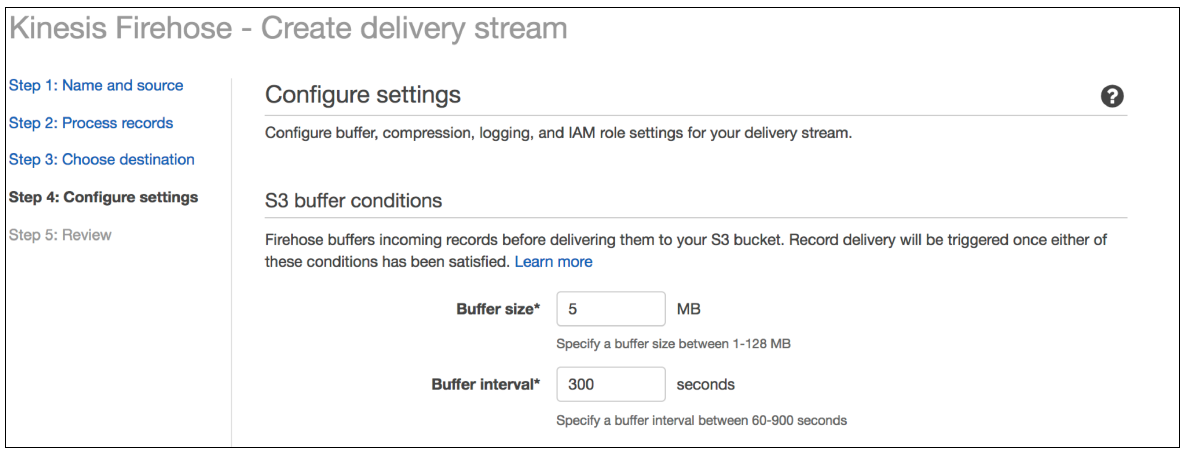 Kinesis Firehose - Create delivery stream
Step 1: Name and source
Step 2: Process records
Step 3: Choose destination
Step 4: Configure settings
Step 5: Review
Configure settings
?
Configure buffer, compression, logging, and IAM role settings for your delivery stream.
S3 buffer conditions
Firehose buffers incoming records before delivering them to your S3 bucket. Record delivery will be triggered once either of
these conditions has been satisfied. Learn more
Buffer size* 5 MB
Specify a buffer size between 1-128 MB
Buffer interval* 300 seconds
Specify a buffer interval between 60-900 seconds